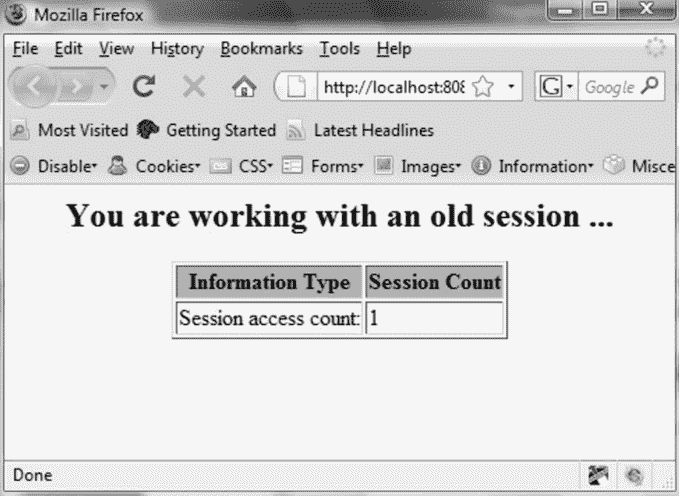 Mozilla Firefox
File Edit View History Bookmarks Tools Help
http://localhost:808 G Google
Most Visited Getting Started Latest Headlines
Disable Cookies CSS Forms Images Information Misce
You are working with an old session ...
Information Type Session Count
Session access count: 1
Done